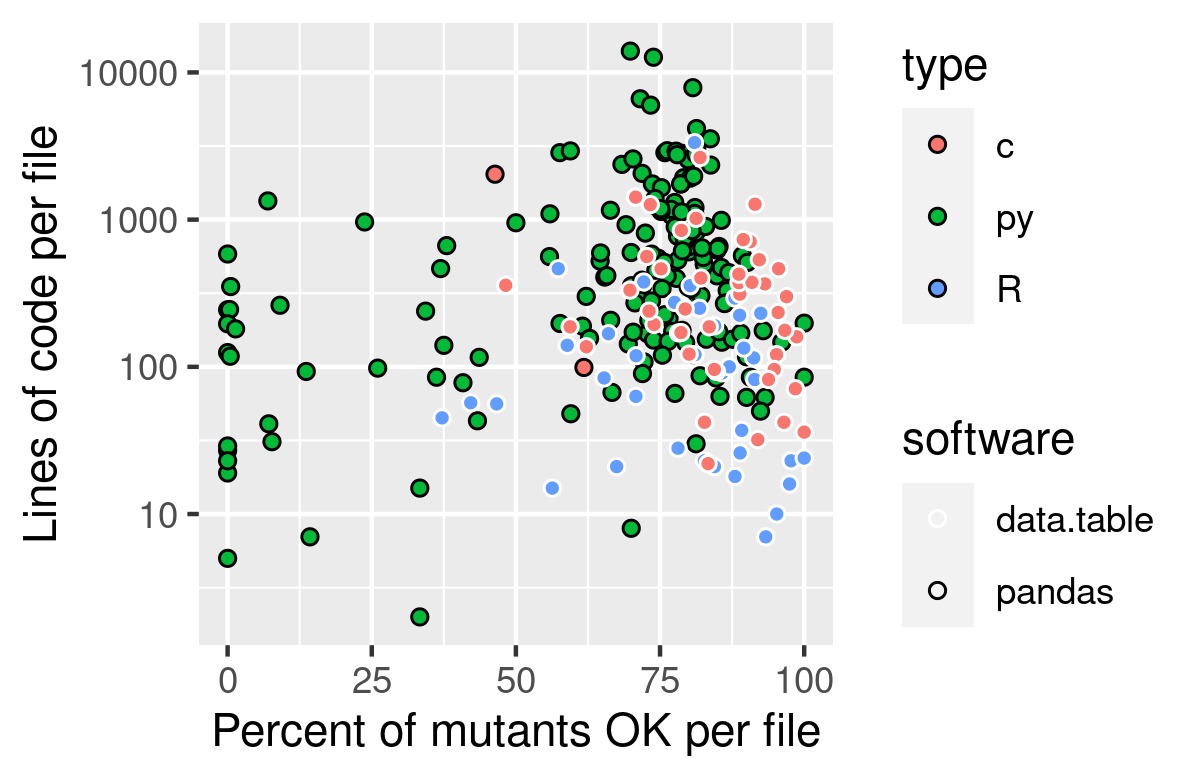 Lines of code per file
10000
1000
100
10
0
25
50
75
100
Percent of mutants OK per file
type
c
py
R
software
data.table
pandas